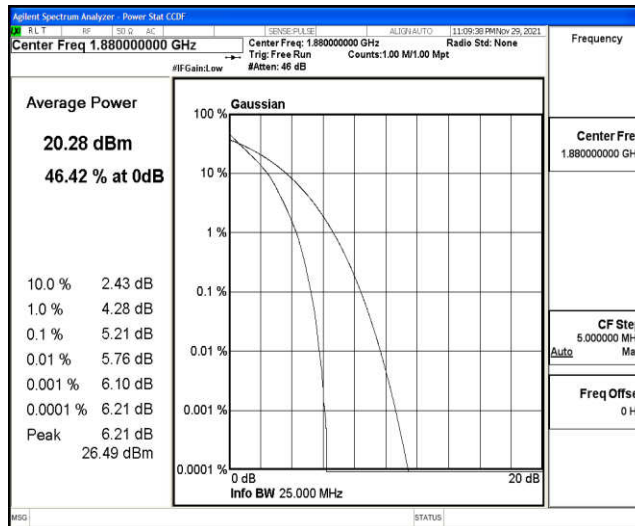 Agilent Spectrum Analyzer - Power Stat CCDF
RLT RF 50 Ω AC SENSE:PULSE ALIGN AUTO 11:09:38 PM Nov 29, 2021
Center Freq 1.880000000 GHz
Center Freq: 1.880000000 GHz Radio Std: None
Trig: Free Run Counts:1.00 M/1.00 Mpt
#IFGain:Low #Atten: 46 dB
Frequency
Average Power
20.28 dBm
46.42 % at 0dB
10.0 % 2.43 dB
1.0 % 4.28 dB
0.1 % 5.21 dB
0.01 % 5.76 dB
0.001 % 6.10 dB
0.0001 % 6.21 dB
Peak 6.21 dB
26.49 dBm
Gaussian
100 %
10 %
1 %
0.1 %
0.01 %
0.001 %
0.0001 %
0 dB 20 dB
Info BW 25.000 MHz
Center Fre
1.880000000 GH
CF Step
5.000000 MH
Auto Ma
Freq Offse
0 H
MSG STATUS